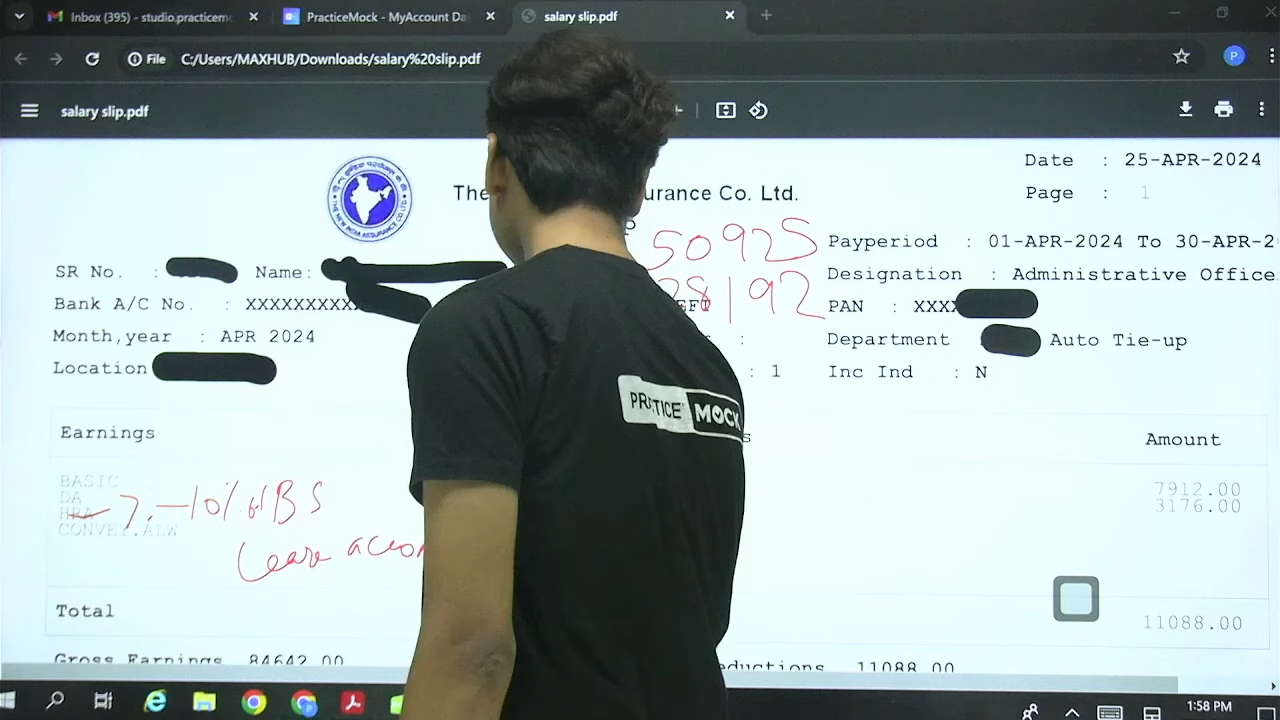 Inbox (395) - studio.practicemo
PracticeMock - MyAccount Da
salary slip.pdf
File C:/Users/MAXHUB/Downloads/salary%20slip.pdf
P
salary slip.pdf
Date : 25-APR-2024
The urance Co. Ltd.
Page : 1
50925
Payperiod : 01-APR-2024 To 30-APR-2
SR No. : Name:
Designation : Administrative Office
28192
Bank A/C No. : XXXXXXXXX
PAN : XXXX
Month,year : APR 2024
Department Auto Tie-up
Location
: 1 Inc Ind : N
PRACTICE MOCK
Earnings
Amount
BASIC
7912.00
DA
HRA 7. - 10% of BS
3176.00
CONVEY.ALW
Lease accom
Total
11088.00
Gross Earnings 84642.00
eductions 11088.00
1:58 PM